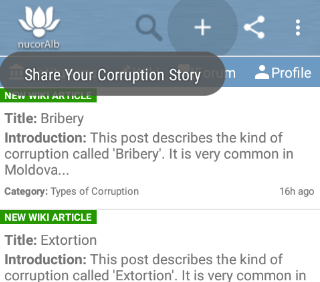 nucorAlb
Share Your Corruption Story
Forum
Profile
NEW WIKI ARTICLE
Title: Bribery
Introduction: This post describes the kind of
corruption called 'Bribery'. It is very common in
Moldova...
Category: Types of Corruption
16h ago
NEW WIKI ARTICLE
Title: Extortion
Introduction: This post describes the kind of
corruption called 'Extortion'. It is very common in